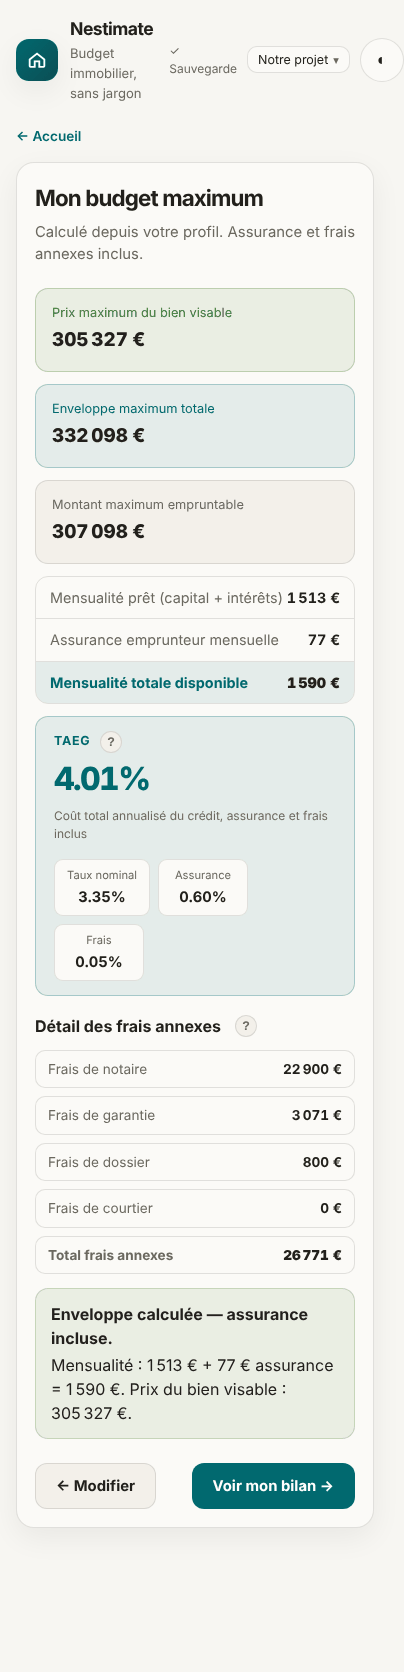 Nestimate
Budget
immobilier,
sans jargon
✓
Sauvegarde
Notre projet ▾
← Accueil
Mon budget maximum
Calculé depuis votre profil. Assurance et frais
annexes inclus.
Prix maximum du bien visable
305 327 €
Enveloppe maximum totale
332 098 €
Montant maximum empruntable
307 098 €
Mensualité prêt (capital + intérêts) 1 513 €
Assurance emprunteur mensuelle 77 €
Mensualité totale disponible 1 590 €
TAEG ?
4.01%
Coût total annualisé du crédit, assurance et frais
inclus
Taux nominal
3.35%
Assurance
0.60%
Frais
0.05%
Détail des frais annexes ?
Frais de notaire 22 900 €
Frais de garantie 3 071 €
Frais de dossier 800 €
Frais de courtier 0 €
Total frais annexes 26 771 €
Enveloppe calculée — assurance
incluse.
Mensualité : 1 513 € + 77 € assurance
= 1 590 €. Prix du bien visable :
305 327 €.
← Modifier
Voir mon bilan →